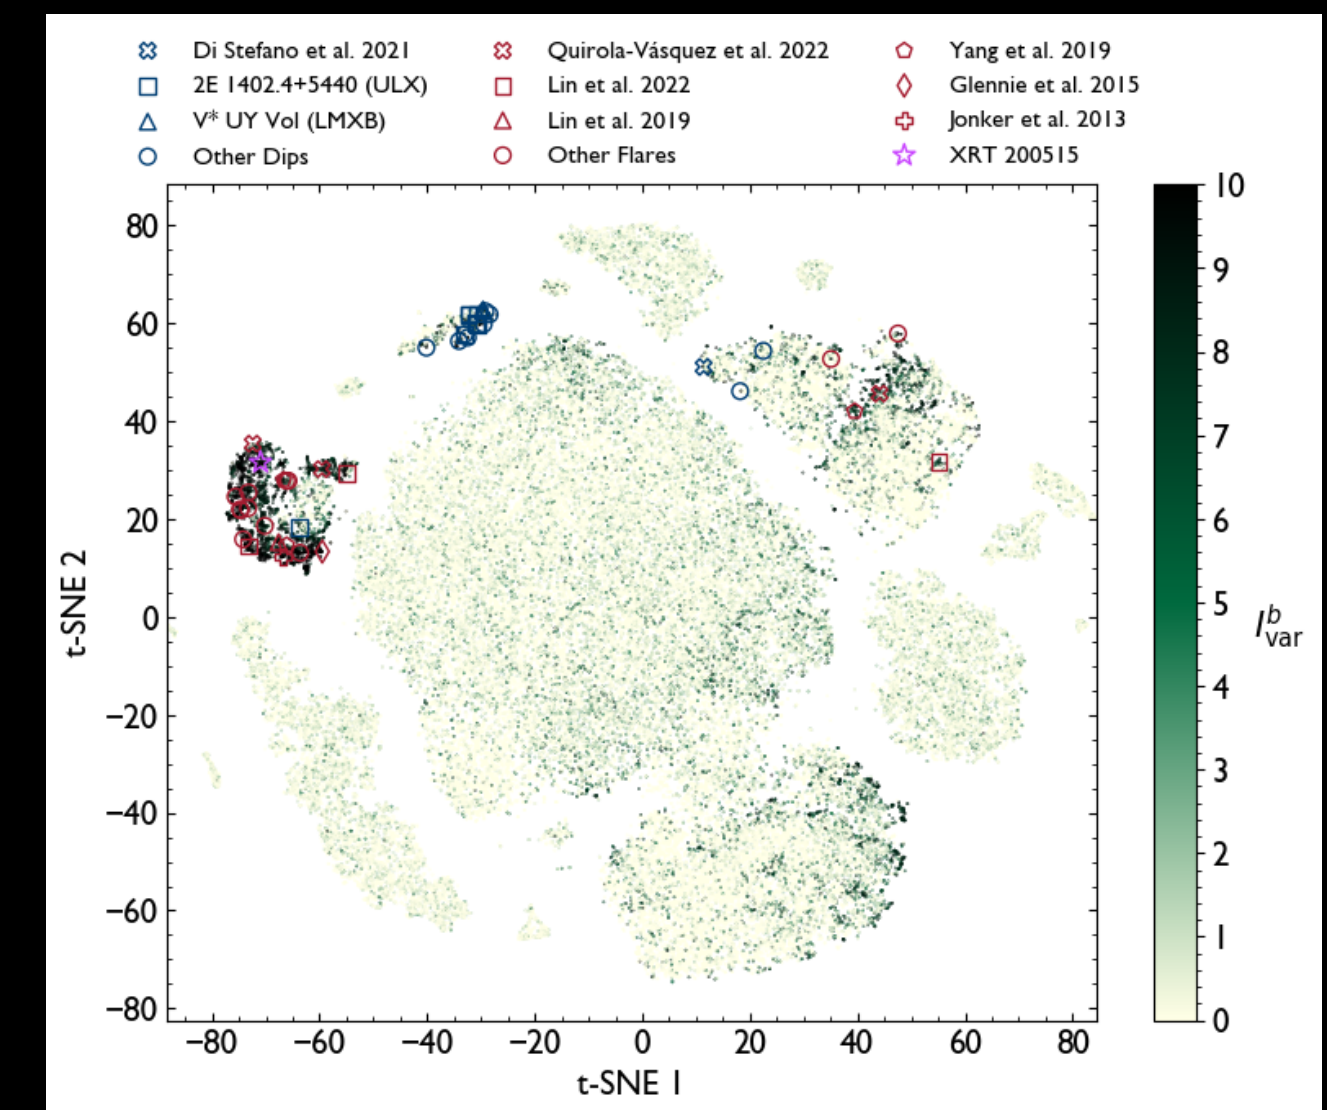 Di Stefano et al. 2021
Quirola-Vásquez et al. 2022
Yang et al. 2019
2E 1402.4+5440 (ULX)
Lin et al. 2022
Glennie et al. 2015
V* UY Vol (LMXB)
Lin et al. 2019
Jonker et al. 2013
Other Dips
Other Flares
XRT 200515
80
60
40
20
0
−20
−40
−60
−80
t-SNE 2
−80 −60 −40 −20 0 20 40 60 80
t-SNE 1
10
9
8
7
6
5
4
3
2
1
0
I^b_var